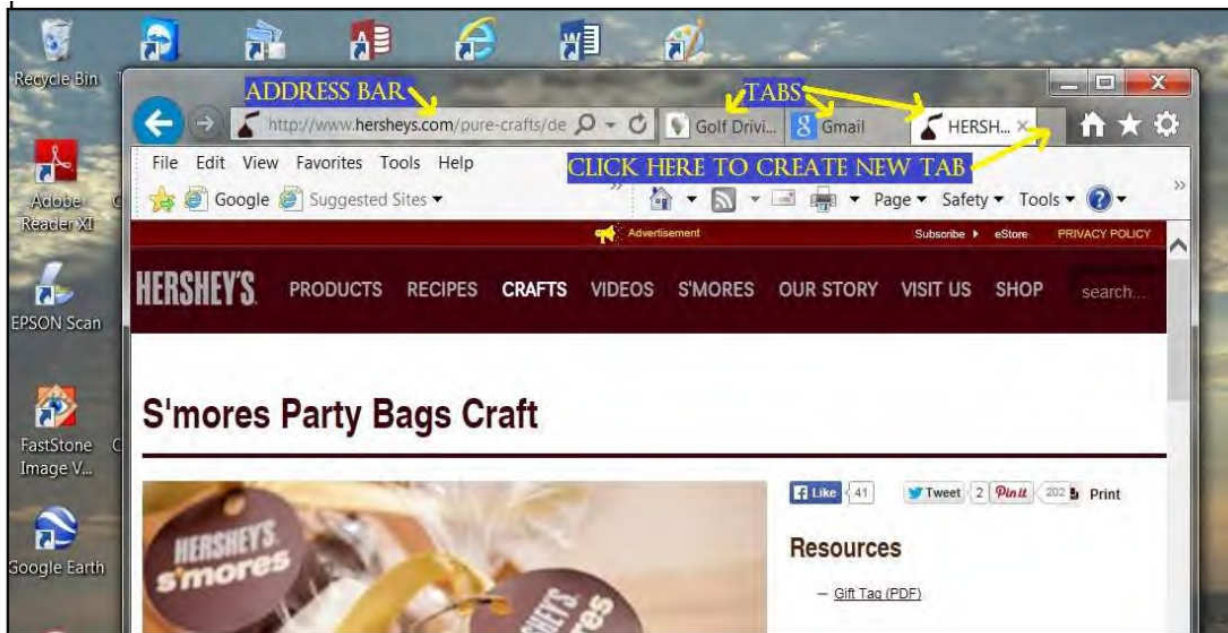 Recycle Bin
ADDRESS BAR
TABS
http://www.hersheys.com/pure-crafts/de
Golf Drivi...
8 Gmail
HERSH... ×
CLICK HERE TO CREATE NEW TAB
File Edit View Favorites Tools Help
Google Suggested Sites
Page Safety Tools
Adobe
Reader XI
Advertisement
Subscribe eStore PRIVACY POLICY
HERSHEY'S PRODUCTS RECIPES CRAFTS VIDEOS S'MORES OUR STORY VISIT US SHOP search...
EPSON Scan
S'mores Party Bags Craft
FastStone
Image V...
Like 41 Tweet 2 Pin it 202 Print
Google Earth
HERSHEY'S
s'mores
Resources
– Gift Tag (PDF)